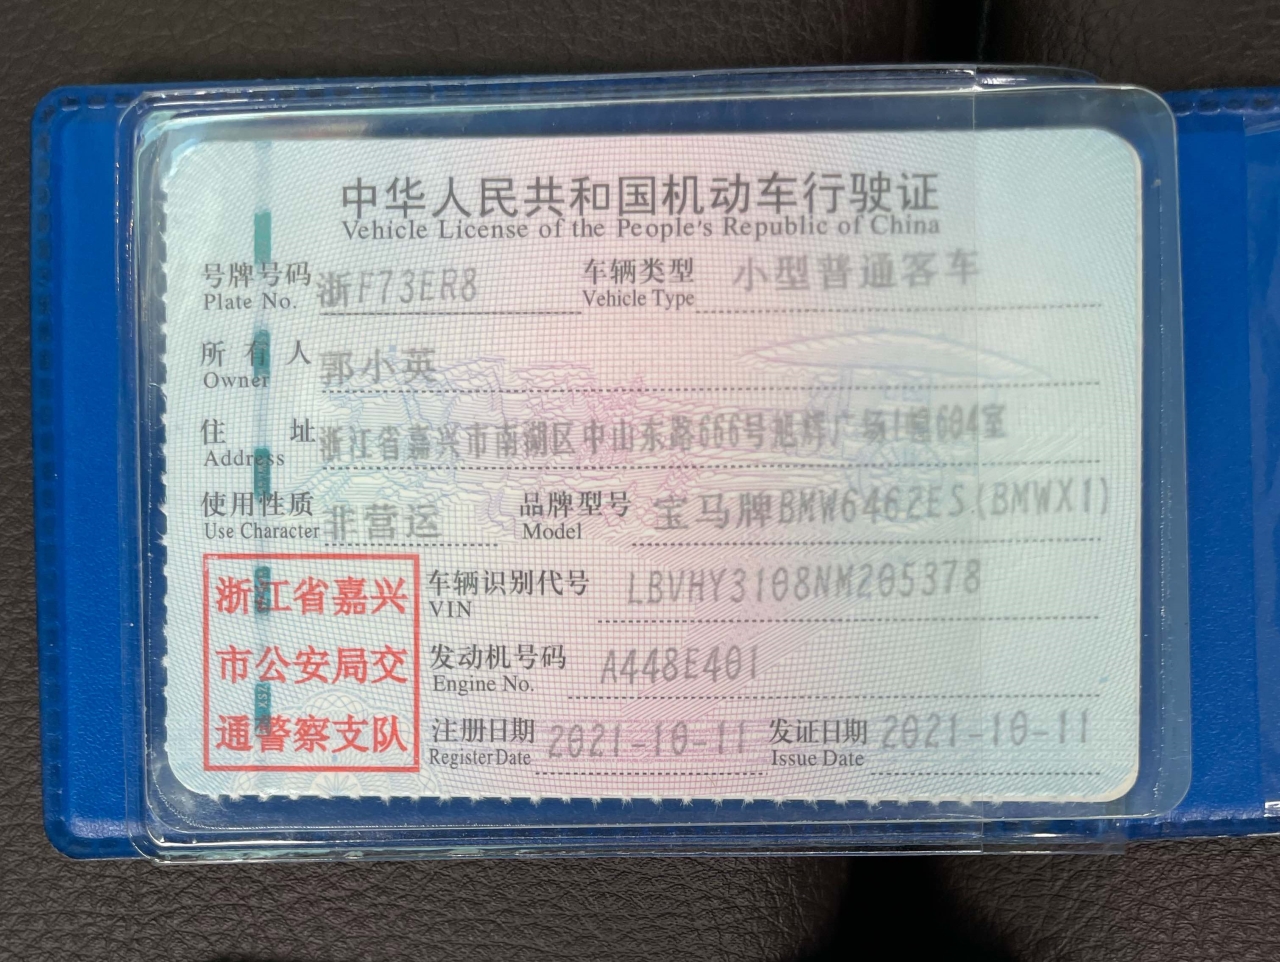 中华人民共和国机动车行驶证
Vehicle License of the People's Republic of China
号牌号码 浙F73ER8 车辆类型 小型普通客车
Plate No. Vehicle Type
所有人 郭小英
Owner
住址 浙江省嘉兴市南湖区中山东路666号旭辉广场1幢604室
Address
使用性质 非营运 品牌型号 宝马牌BMW6462ES(BMWX1)
Use Character Model
浙江省嘉兴
市公安局交
通警察支队
车辆识别代号 LBVHY3108NM205378
VIN
发动机号码 A448E401
Engine No.
注册日期 2021-10-11 发证日期 2021-10-11
Register Date Issue Date